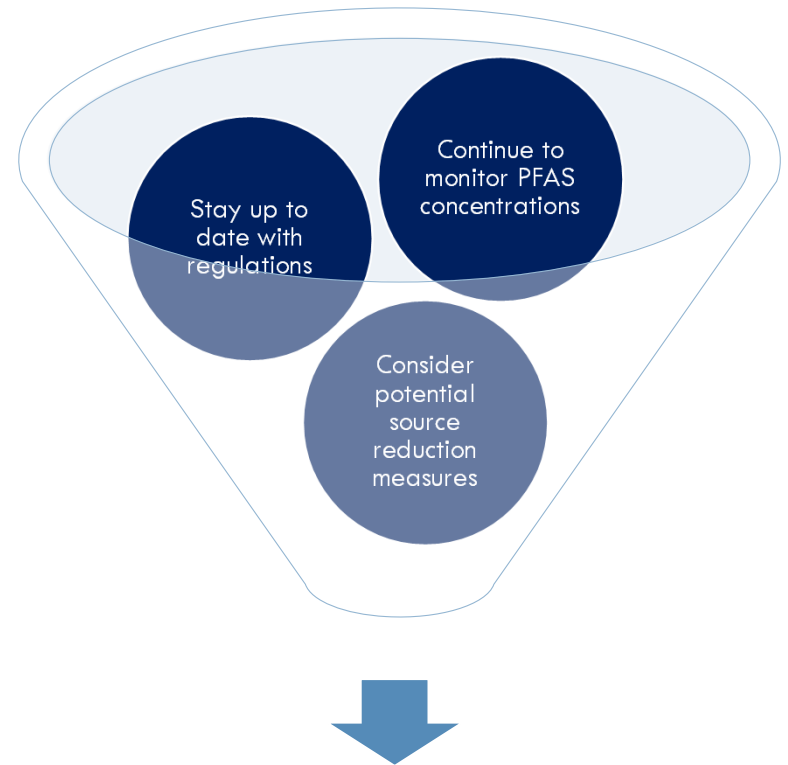 Stay up to
date with
regulations
Continue to
monitor PFAS
concentrations
Consider
potential
source
reduction
measures